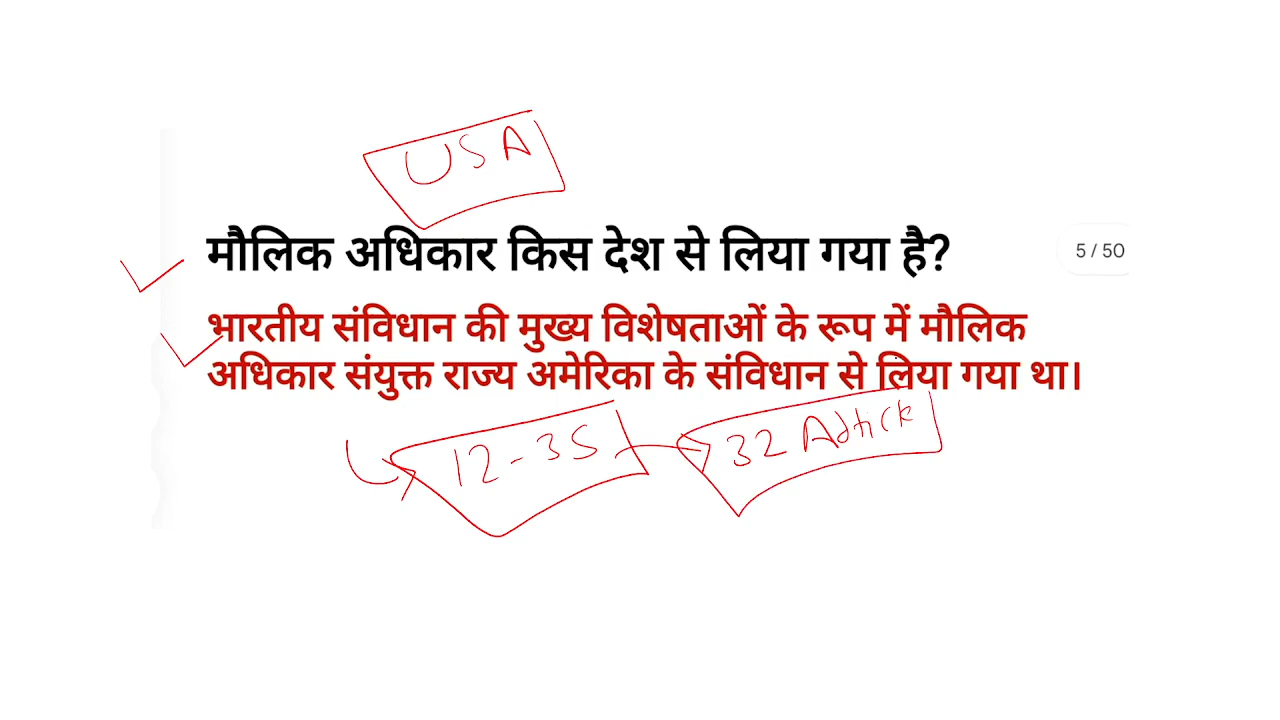 USA
मौलिक अधिकार किस देश से लिया गया है?
5 / 50
भारतीय संविधान की मुख्य विशेषताओं के रूप में मौलिक
अधिकार संयुक्त राज्य अमेरिका के संविधान से लिया गया था।
12-35
32